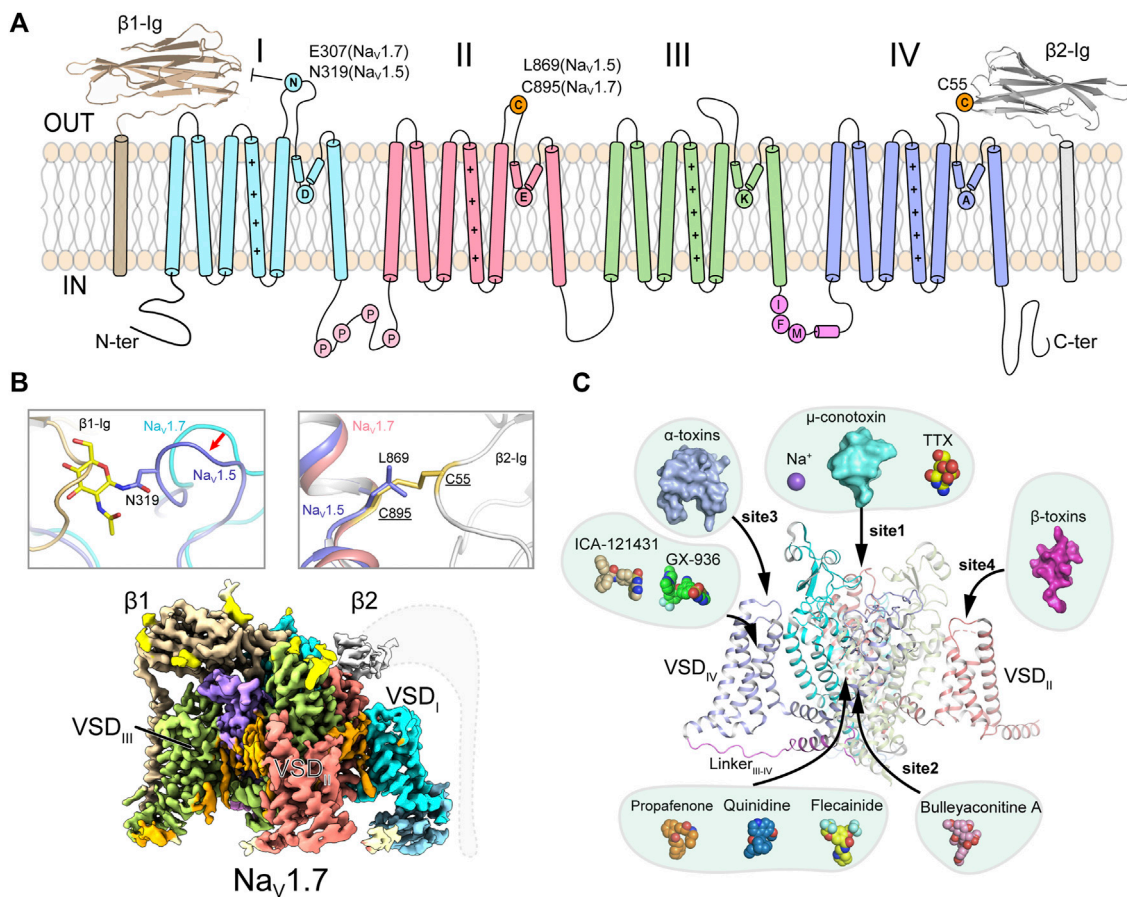 A
β1-Ig
I
E307(NaV1.7)
N319(NaV1.5)
II
L869(NaV1.5)
C895(NaV1.7)
III
IV
β2-Ig
C55
N
C
C
OUT
+ + + +
+ + + +
+ + + +
+ + + +
D
E
K
A
IN
N-ter
P P P P
I
F
M
C-ter
B
β1-Ig
NaV1.7
NaV1.5
N319
NaV1.7
L869
β2-Ig
C55
NaV1.5
C895
β1
β2
VSDI
VSDIII
VSDII
NaV1.7
C
α-toxins
μ-conotoxin
Na+
TTX
β-toxins
site3
site1
site4
ICA-121431
GX-936
VSDIV
VSDII
LinkerIII-IV
site2
Propafenone
Quinidine
Flecainide
Bulleyaconitine A